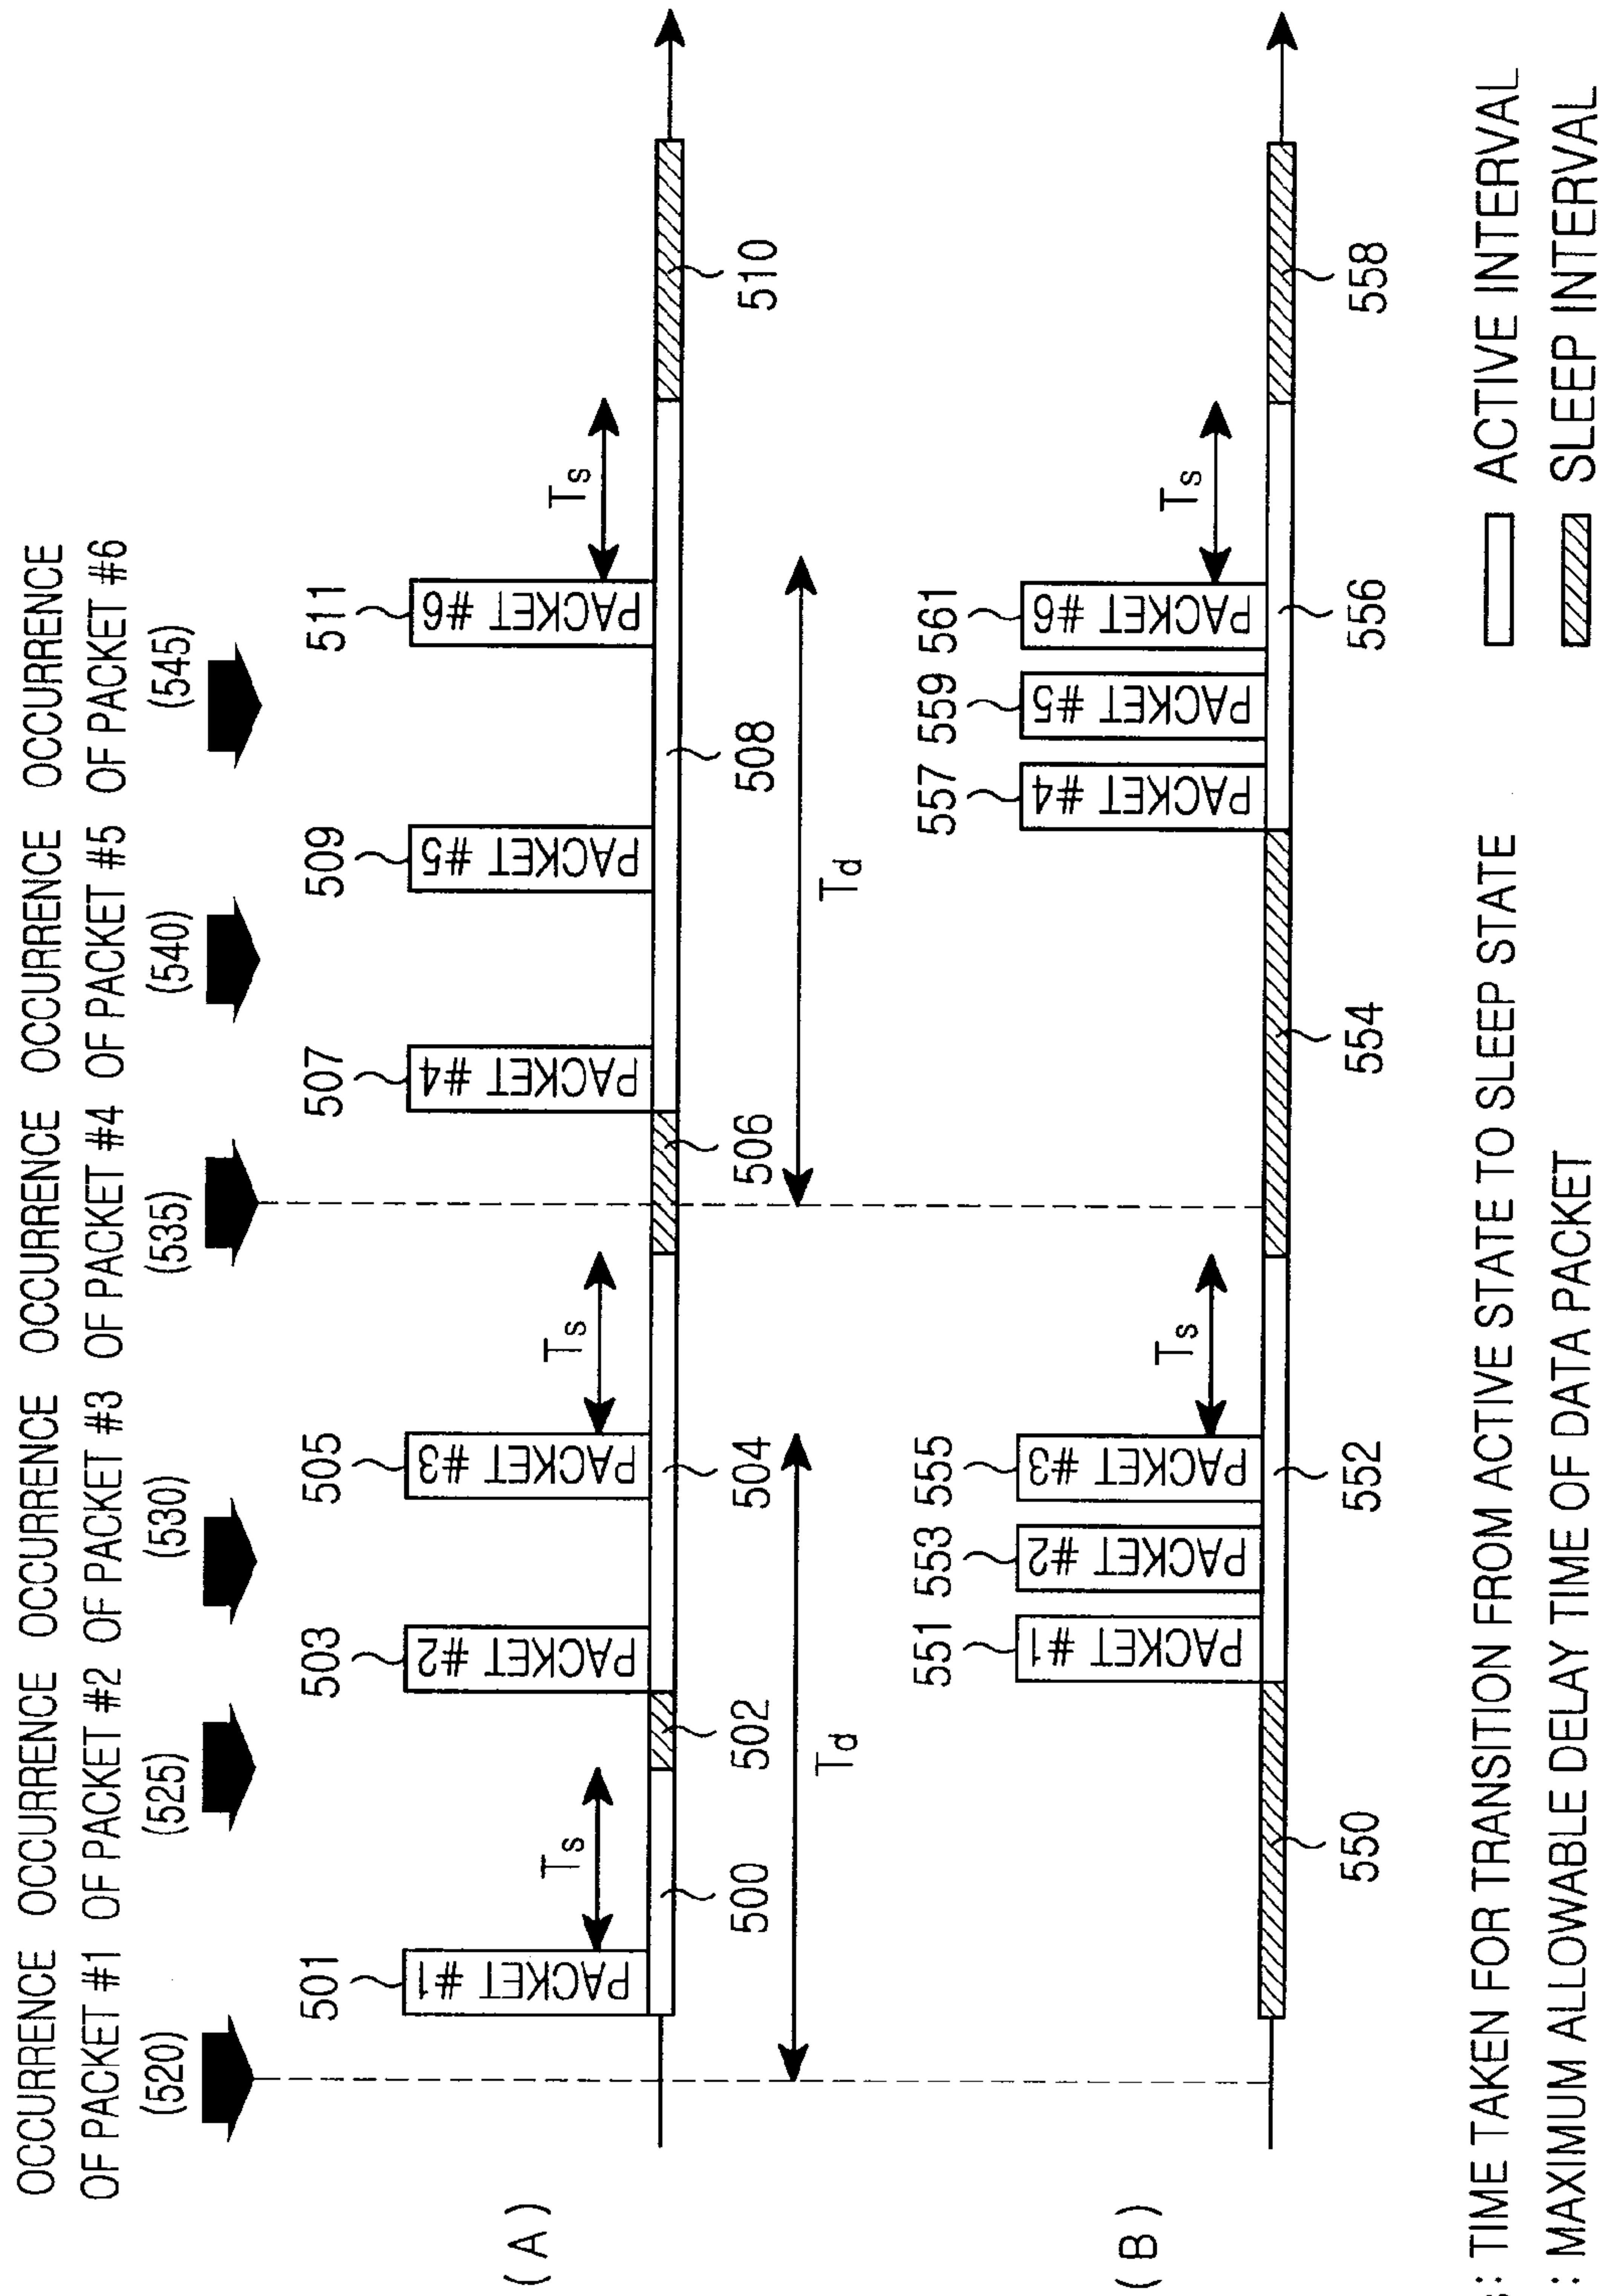 OCCURRENCE OCCURRENCE OCCURRENCE OCCURRENCE OCCURRENCE OCCURRENCE
OF PACKET #1 OF PACKET #2 OF PACKET #3 OF PACKET #4 OF PACKET #5 OF PACKET #6
(520) (525) (530) (535) (540) (545)
501 503 505 507 509 511
(A)
PACKET #1 PACKET #2 PACKET #3 PACKET #4 PACKET #5 PACKET #6
Ts Ts Ts
500 502 504 506 508 510
Td Td
551 553 555 557 559 561
(B)
PACKET #1 PACKET #2 PACKET #3 PACKET #4 PACKET #5 PACKET #6
Ts Ts
550 552 554 556 558
s: TIME TAKEN FOR TRANSITION FROM ACTIVE STATE TO SLEEP STATE
ACTIVE INTERVAL
: MAXIMUM ALLOWABLE DELAY TIME OF DATA PACKET
SLEEP INTERVAL